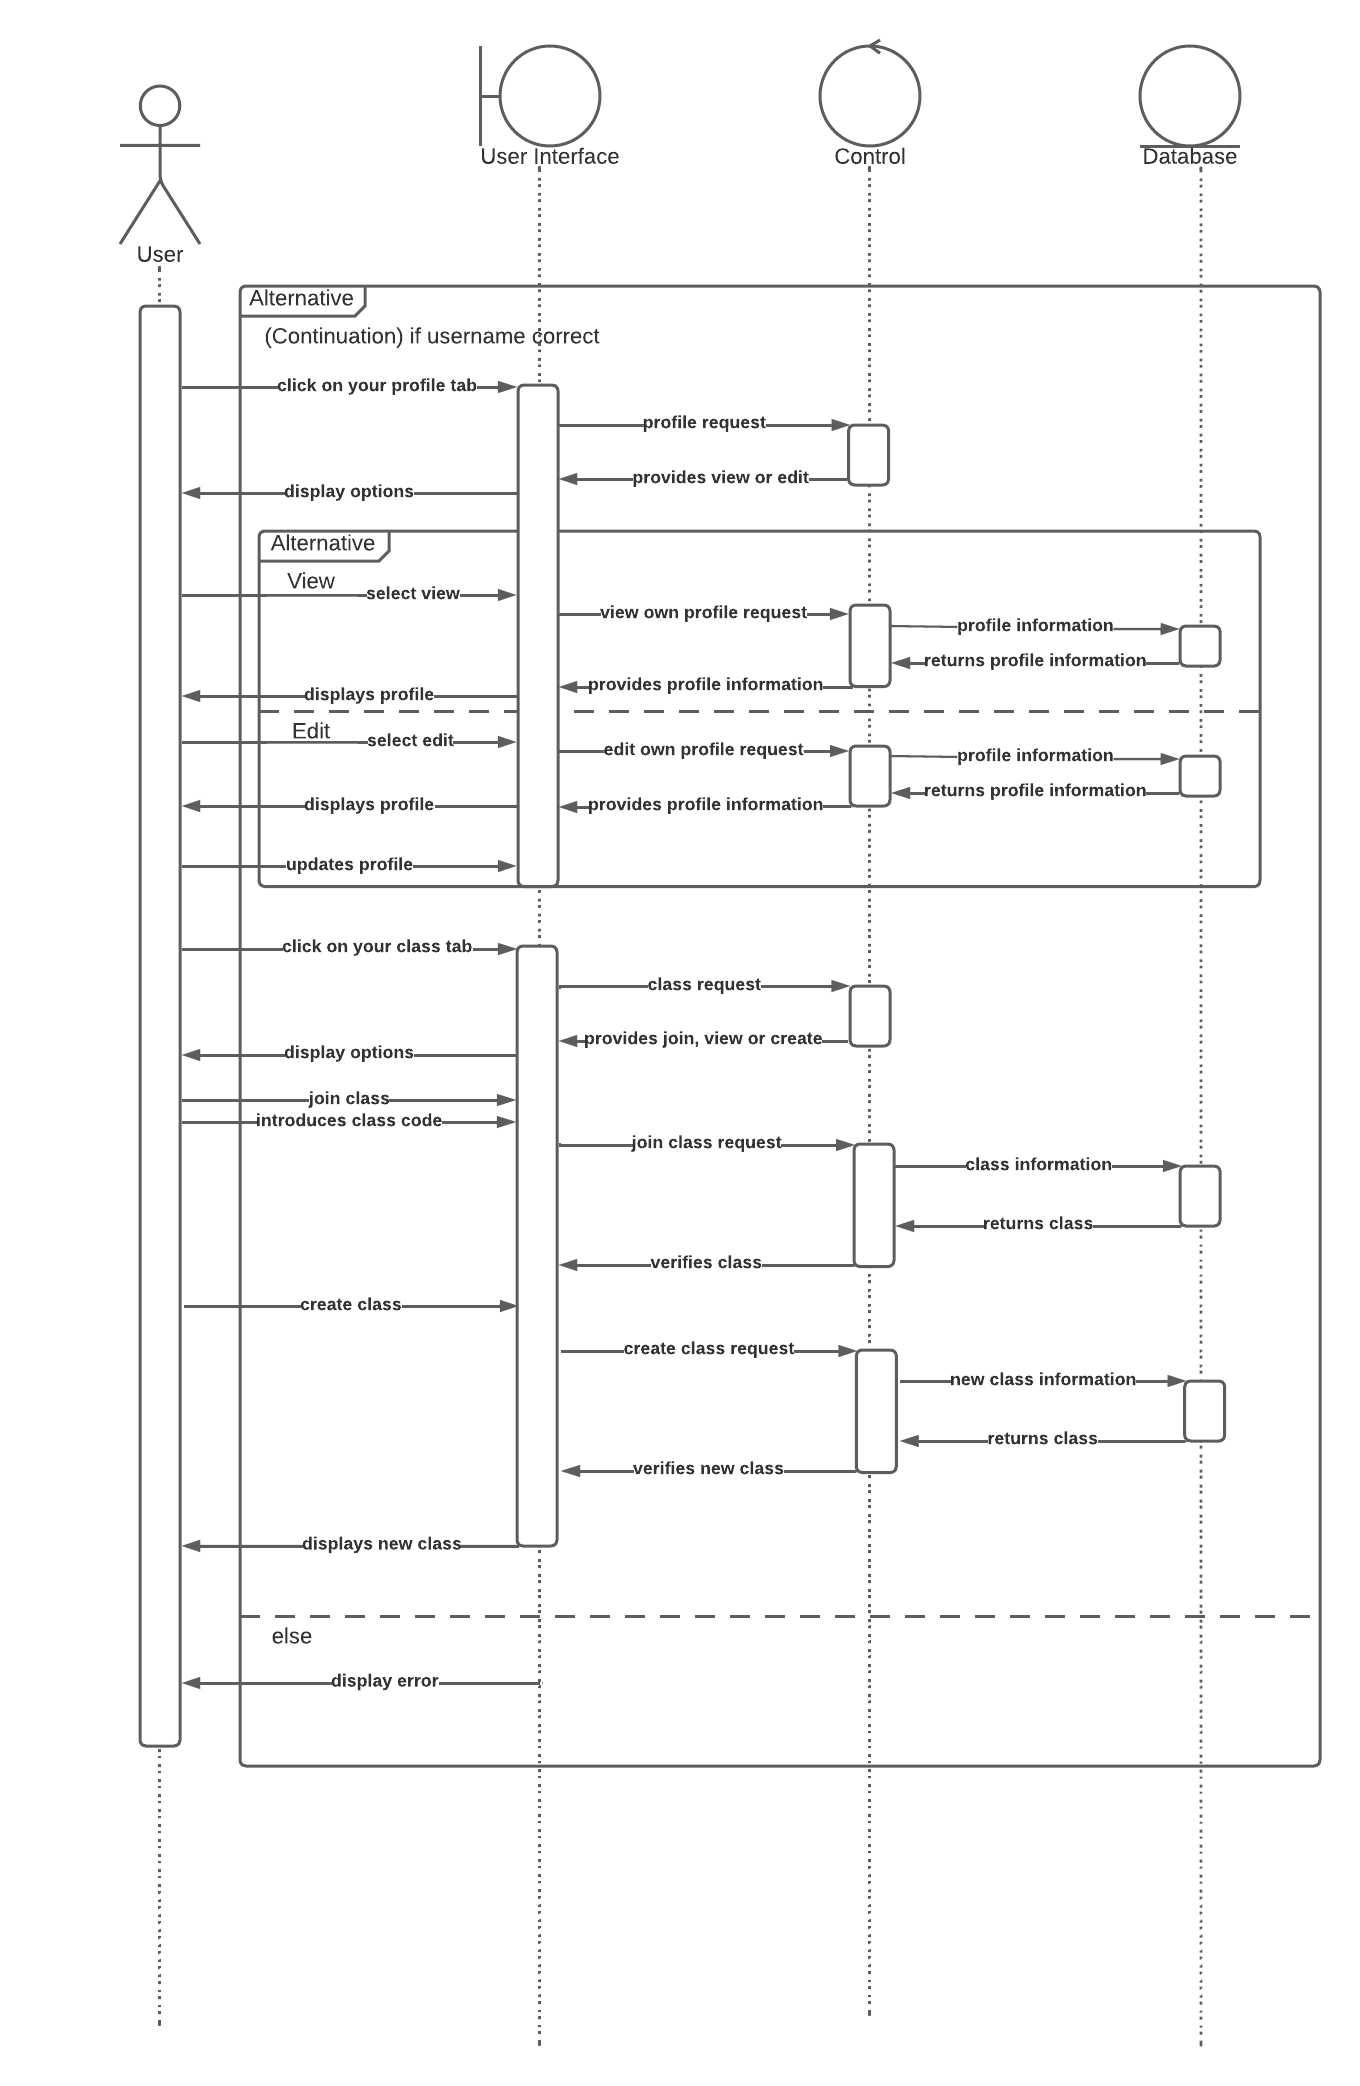 User Interface
Control
Database
User
Alternative
(Continuation) if username correct
click on your profile tab
profile request
provides view or edit
display options
Alternative
View
select view
view own profile request
profile information
returns profile information
provides profile information
displays profile
Edit
select edit
edit own profile request
profile information
returns profile information
provides profile information
displays profile
updates profile
click on your class tab
class request
provides join, view or create
display options
join class
introduces class code
join class request
class information
returns class
verifies class
create class
create class request
new class information
returns class
verifies new class
displays new class
else
display error